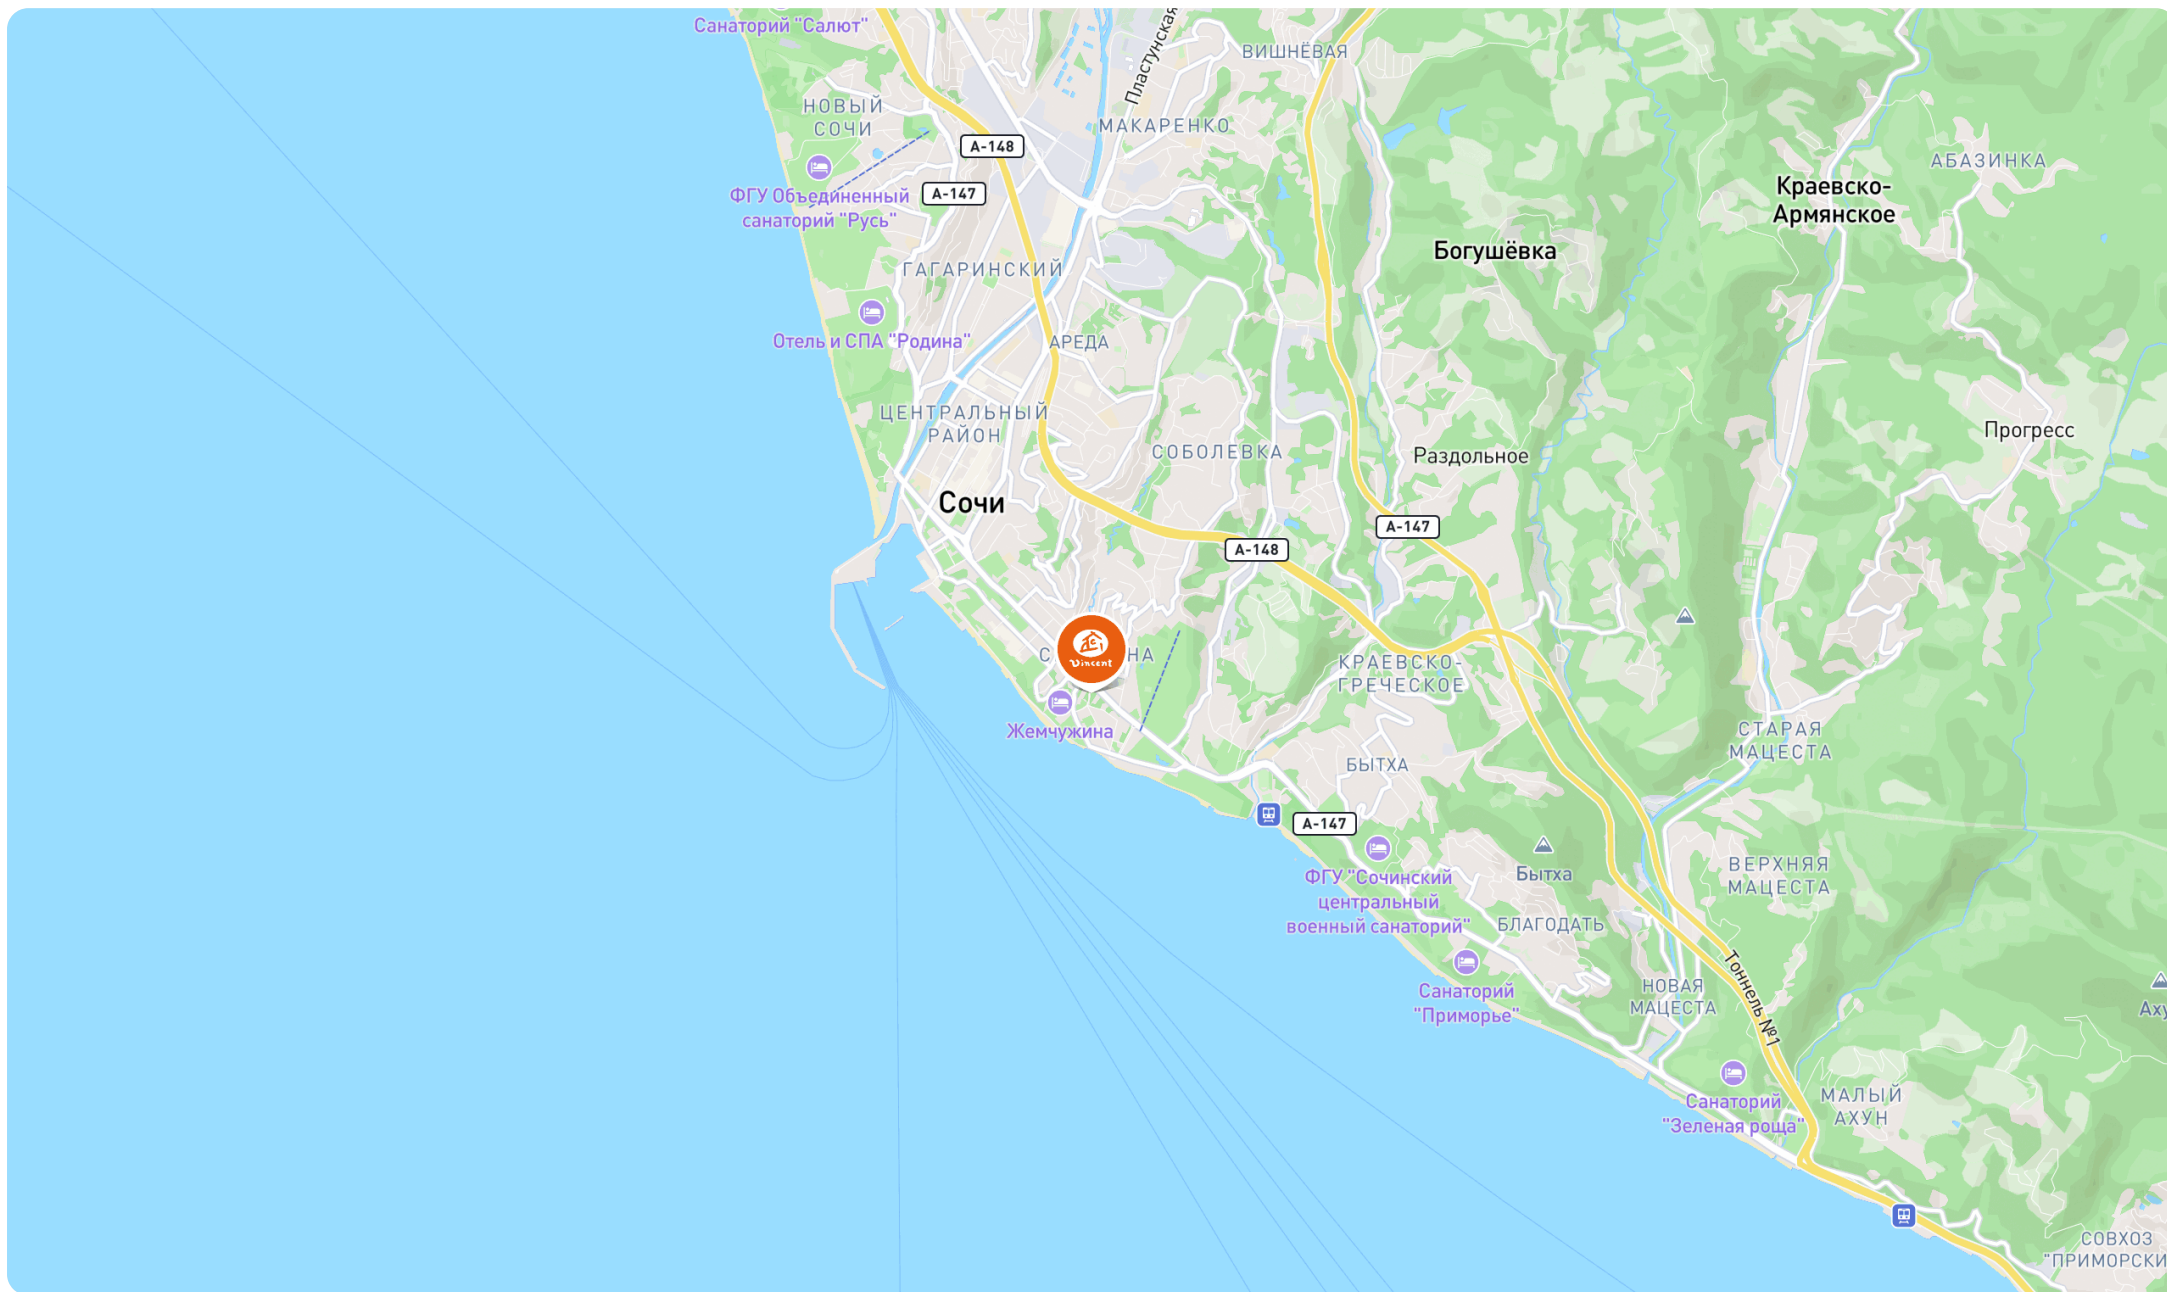 Санаторий "Салют"
Пластунская
ВИШНЁВАЯ
НОВЫЙ
СОЧИ
МАКАРЕНКО
А-148
АБАЗИНКА
ФГУ Объединенный
санаторий "Русь"
А-147
Краевско-
Армянское
Богушёвка
ГАГАРИНСКИЙ
Отель и СПА "Родина"
АРЕДА
ЦЕНТРАЛЬНЫЙ
РАЙОН
СОБОЛЕВКА
Раздольное
Прогресс
Сочи
А-148
А-147
Vincent
КРАЕВСКО-
ГРЕЧЕСКОЕ
Жемчужина
БЫТХА
СТАРАЯ
МАЦЕСТА
А-147
ФГУ "Сочинский
центральный
военный санаторий"
Бытха
ВЕРХНЯЯ
МАЦЕСТА
БЛАГОДАТЬ
Санаторий
"Приморье"
НОВАЯ
МАЦЕСТА
Тоннель №1
Аху
Санаторий
"Зеленая роща"
МАЛЫЙ
АХУН
СОВХОЗ
"ПРИМОРСКИ